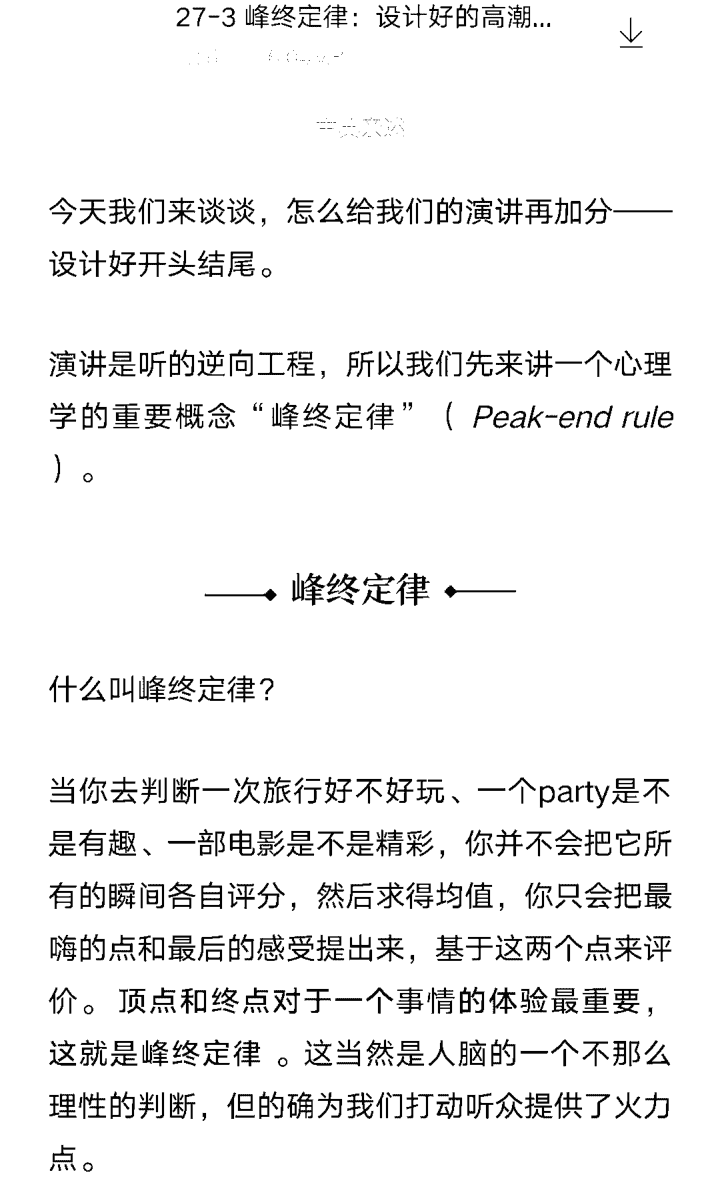 27-3 峰终定律：设计好的高潮...
今天我们来谈谈，怎么给我们的演讲再加分——
设计好开头结尾。
演讲是听的逆向工程，所以我们先来讲一个心理
学的重要概念“峰终定律”（ Peak-end rule
）。
峰终定律
什么叫峰终定律？
当你去判断一次旅行好不好玩、一个party是不
是有趣、一部电影是不是精彩，你并不会把它所
有的瞬间各自评分，然后求得均值，你只会把最
嗨的点和最后的感受提出来，基于这两个点来评
价。顶点和终点对于一个事情的体验最重要，
这就是峰终定律 。这当然是人脑的一个不那么
理性的判断，但的确为我们打动听众提供了火力
点。